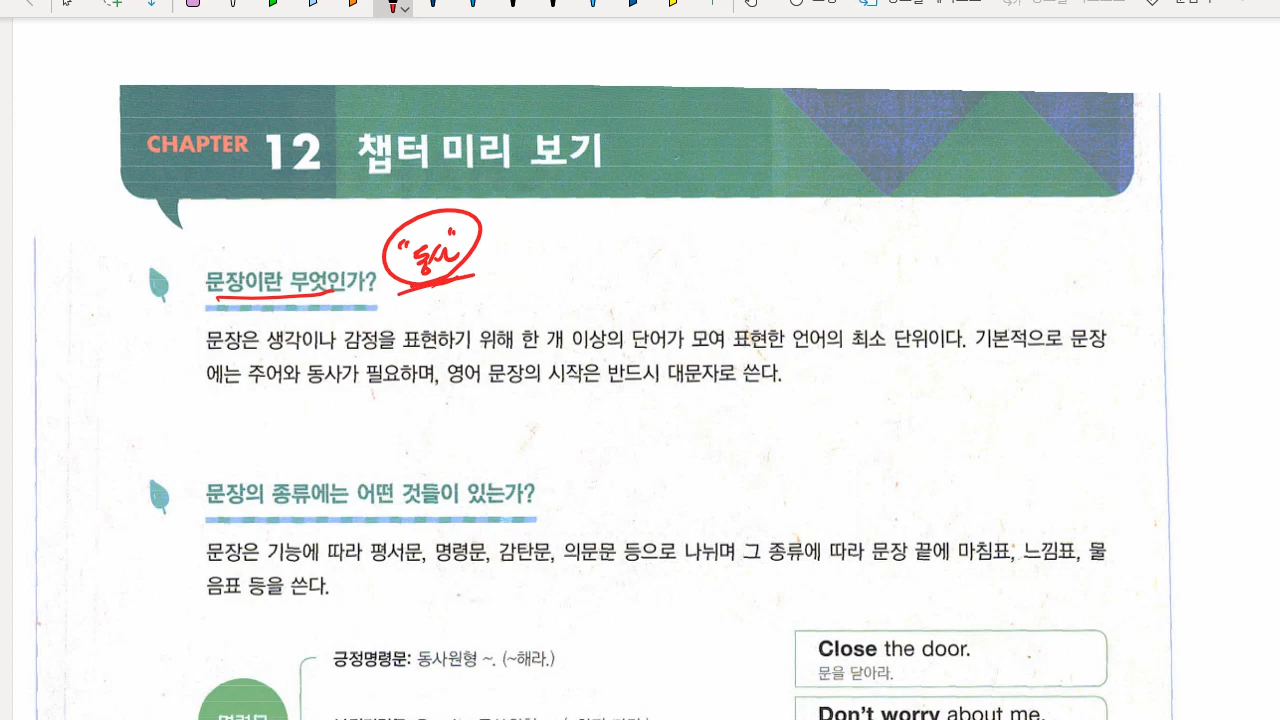 CHAPTER 12 챕터 미리 보기
"동사"
문장이란 무엇인가?
문장은 생각이나 감정을 표현하기 위해 한 개 이상의 단어가 모여 표현한 언어의 최소 단위이다. 기본적으로 문장
에는 주어와 동사가 필요하며, 영어 문장의 시작은 반드시 대문자로 쓴다.
문장의 종류에는 어떤 것들이 있는가?
문장은 기능에 따라 평서문, 명령문, 감탄문, 의문문 등으로 나뉘며 그 종류에 따라 문장 끝에 마침표, 느낌표, 물
음표 등을 쓴다.
긍정명령문: 동사원형 ~. (~해라.)
Close the door.
문을 닫아라.
Don't worry about me.
명령문